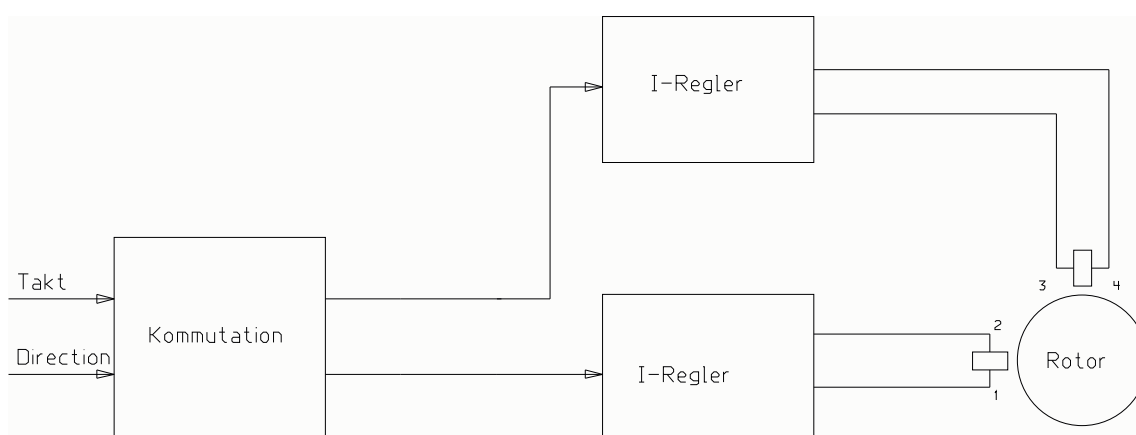 I-Regler
Takt
Direction
Kommutation
I-Regler
3
4
2
1
Rotor